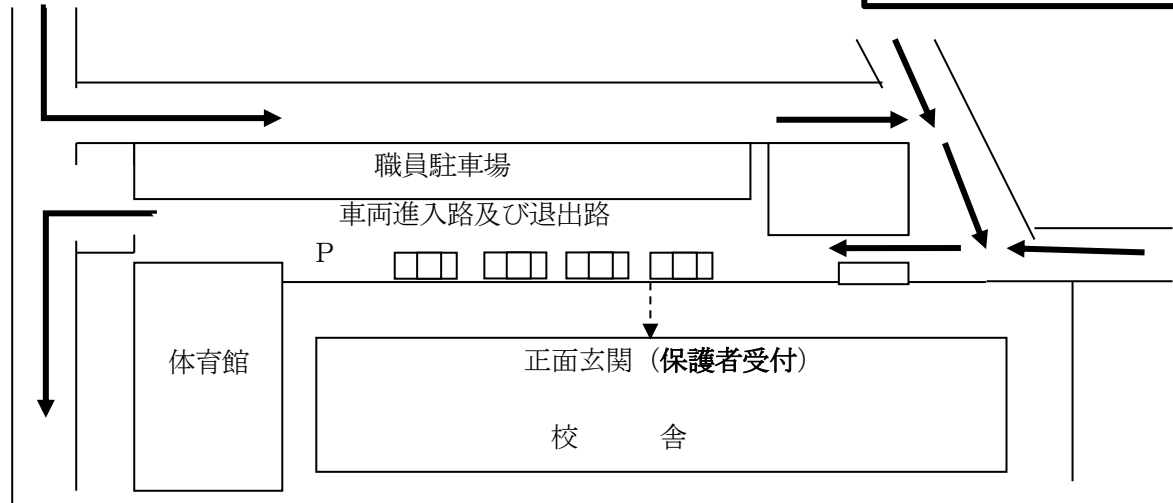 職員駐車場
車両進入路及び退出路
P
体育館
正面玄関（保護者受付）
校　　　舎